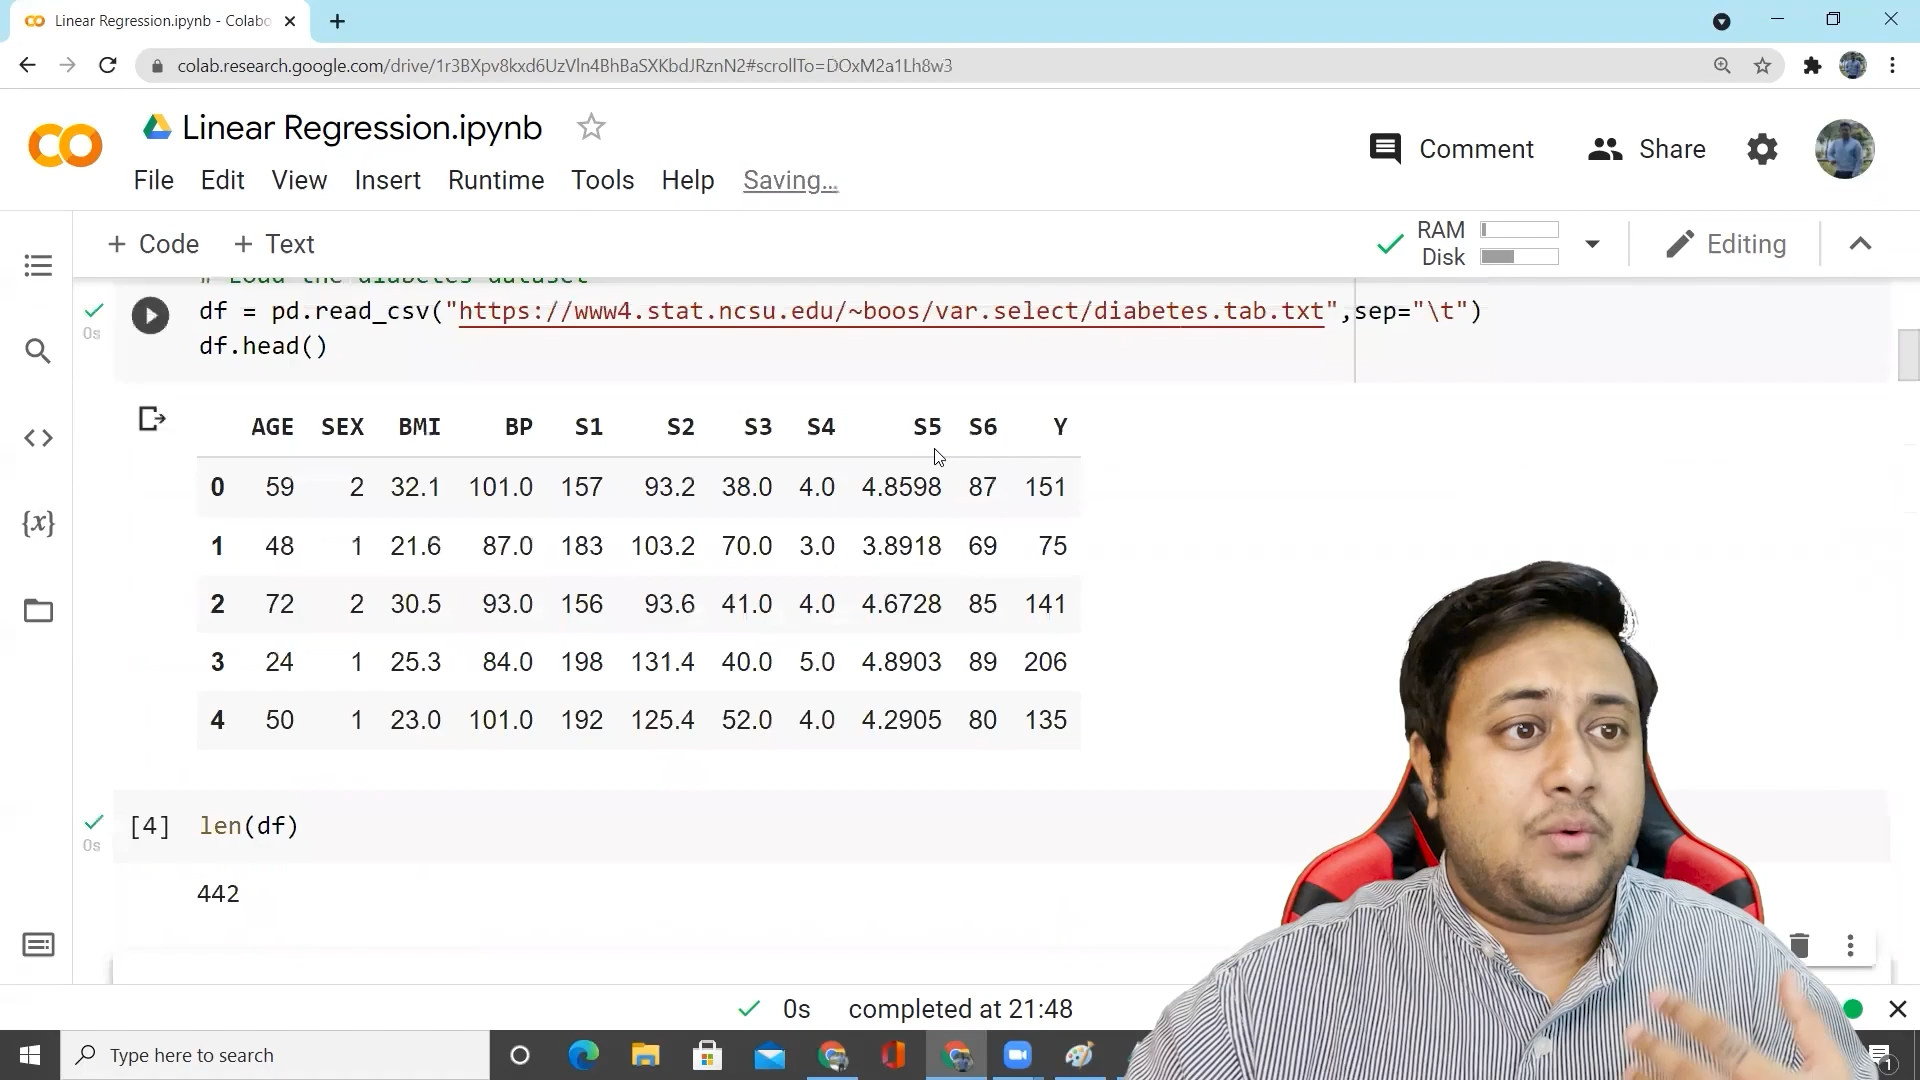 Linear Regression.ipynb - Colabo
colab.research.google.com/drive/1r3BXpv8kxd6UzVln4BhBaSXKbdJRznN2#scrollTo=DOxM2a1Lh8w3
Linear Regression.ipynb
Comment Share
File Edit View Insert Runtime Tools Help Saving...
+ Code + Text
RAM
Disk
Editing
# Load the diabetes dataset
df = pd.read_csv("https://www4.stat.ncsu.edu/~boos/var.select/diabetes.tab.txt",sep="\t")
0s
df.head()
AGE SEX BMI BP S1 S2 S3 S4 S5 S6 Y
0 59 2 32.1 101.0 157 93.2 38.0 4.0 4.8598 87 151
1 48 1 21.6 87.0 183 103.2 70.0 3.0 3.8918 69 75
2 72 2 30.5 93.0 156 93.6 41.0 4.0 4.6728 85 141
3 24 1 25.3 84.0 198 131.4 40.0 5.0 4.8903 89 206
4 50 1 23.0 101.0 192 125.4 52.0 4.0 4.2905 80 135
[4] len(df)
0s
442
0s completed at 21:48
Type here to search
1